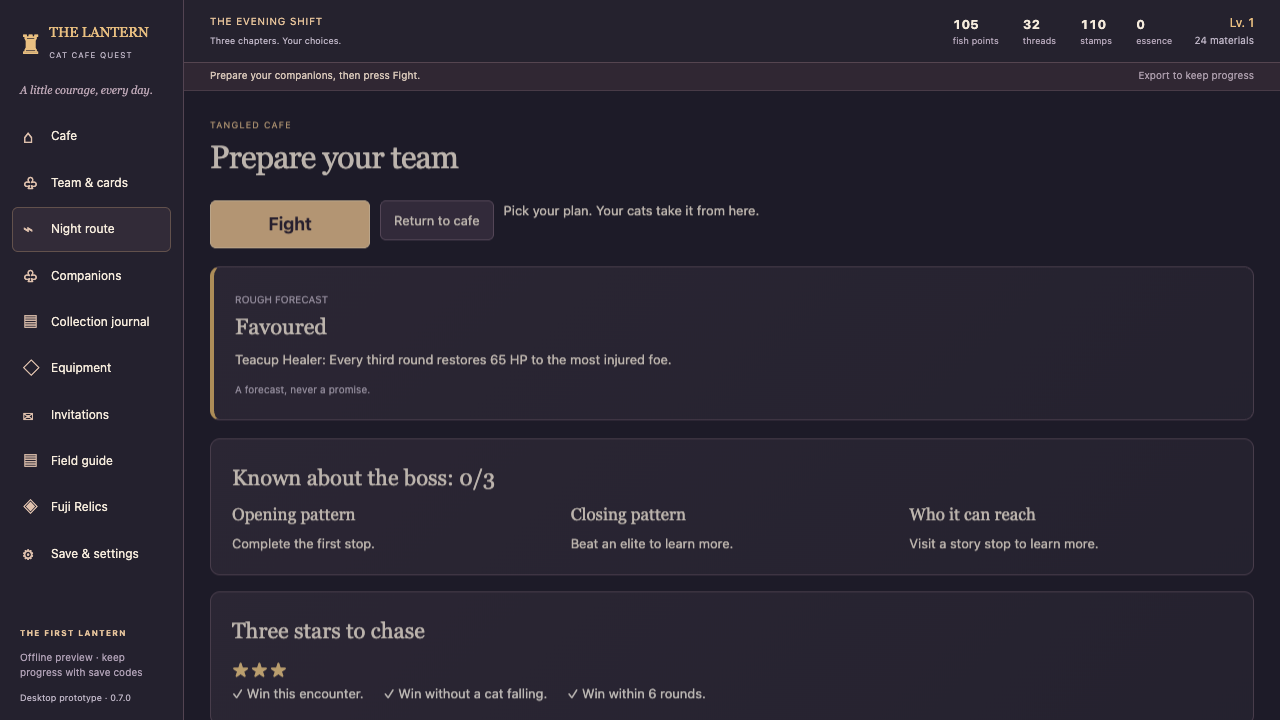 THE LANTERN
CAT CAFE QUEST
A little courage, every day.
Cafe
Team & cards
Night route
Companions
Collection journal
Equipment
Invitations
Field guide
Fuji Relics
Save & settings
THE FIRST LANTERN
Offline preview · keep
progress with save codes
Desktop prototype · 0.7.0
THE EVENING SHIFT
Three chapters. Your choices.
105
fish points
32
threads
110
stamps
0
essence
Lv. 1
24 materials
Prepare your companions, then press Fight.
Export to keep progress
TANGLED CAFE
Prepare your team
Fight
Return to cafe
Pick your plan. Your cats take it from here.
ROUGH FORECAST
Favoured
Teacup Healer: Every third round restores 65 HP to the most injured foe.
A forecast, never a promise.
Known about the boss: 0/3
Opening pattern
Complete the first stop.
Closing pattern
Beat an elite to learn more.
Who it can reach
Visit a story stop to learn more.
Three stars to chase
★★★
✓ Win this encounter.
✓ Win without a cat falling.
✓ Win within 6 rounds.